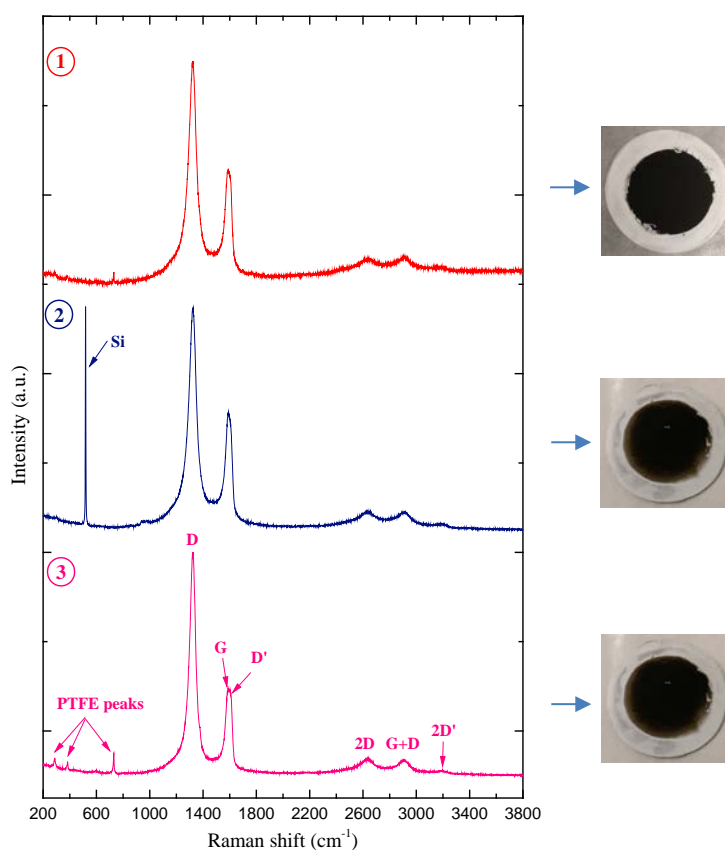 1
2
Si
Intensity (a.u.)
D
3
G
D'
PTFE peaks
2D
G+D
2D'
200 600 1000 1400 1800 2200 2600 3000 3400 3800
Raman shift (cm⁻¹)